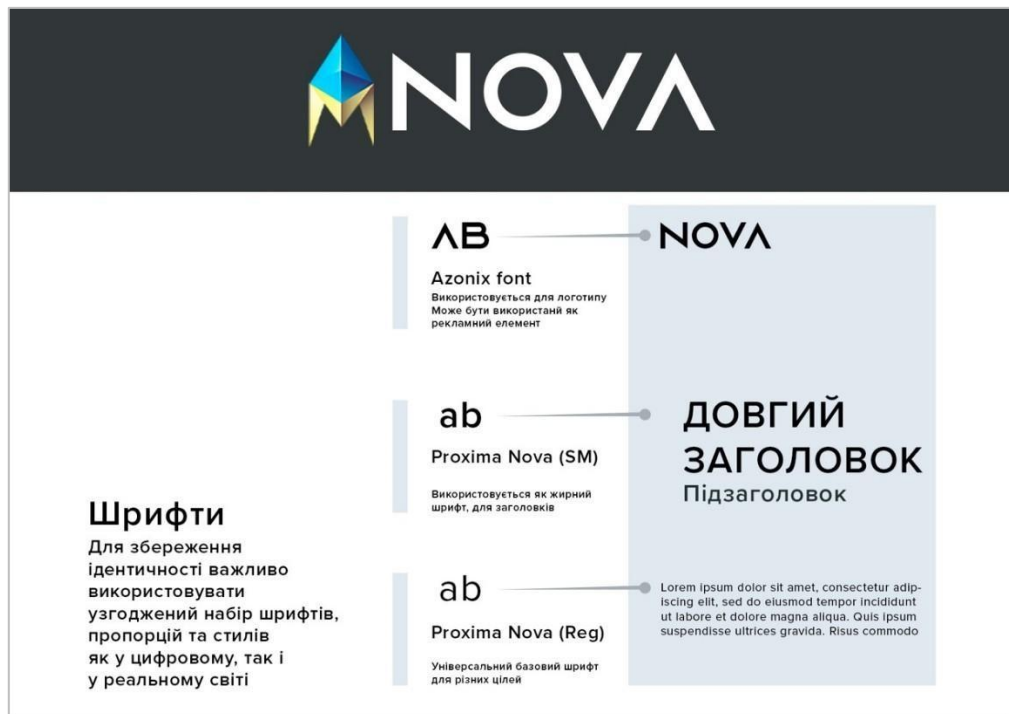 NOVA
AB
NOVA
Azonix font
Використовується для логотипу
Може бути використанй як
рекламний елемент
ab
ДОВГИЙ
ЗАГОЛОВОК
Підзаголовок
Proxima Nova (SM)
Використовується як жирний
шрифт, для заголовків
Шрифти
Для збереження
ідентичності важливо
використовувати
узгоджений набір шрифтів,
пропорцій та стилів
як у цифровому, так і
у реальному світі
ab
Proxima Nova (Reg)
Універсальний базовий шрифт
для різних цілей
Lorem ipsum dolor sit amet, consectetur adip-
iscing elit, sed do eiusmod tempor incididunt
ut labore et dolore magna aliqua. Quis ipsum
suspendisse ultrices gravida. Risus commodo